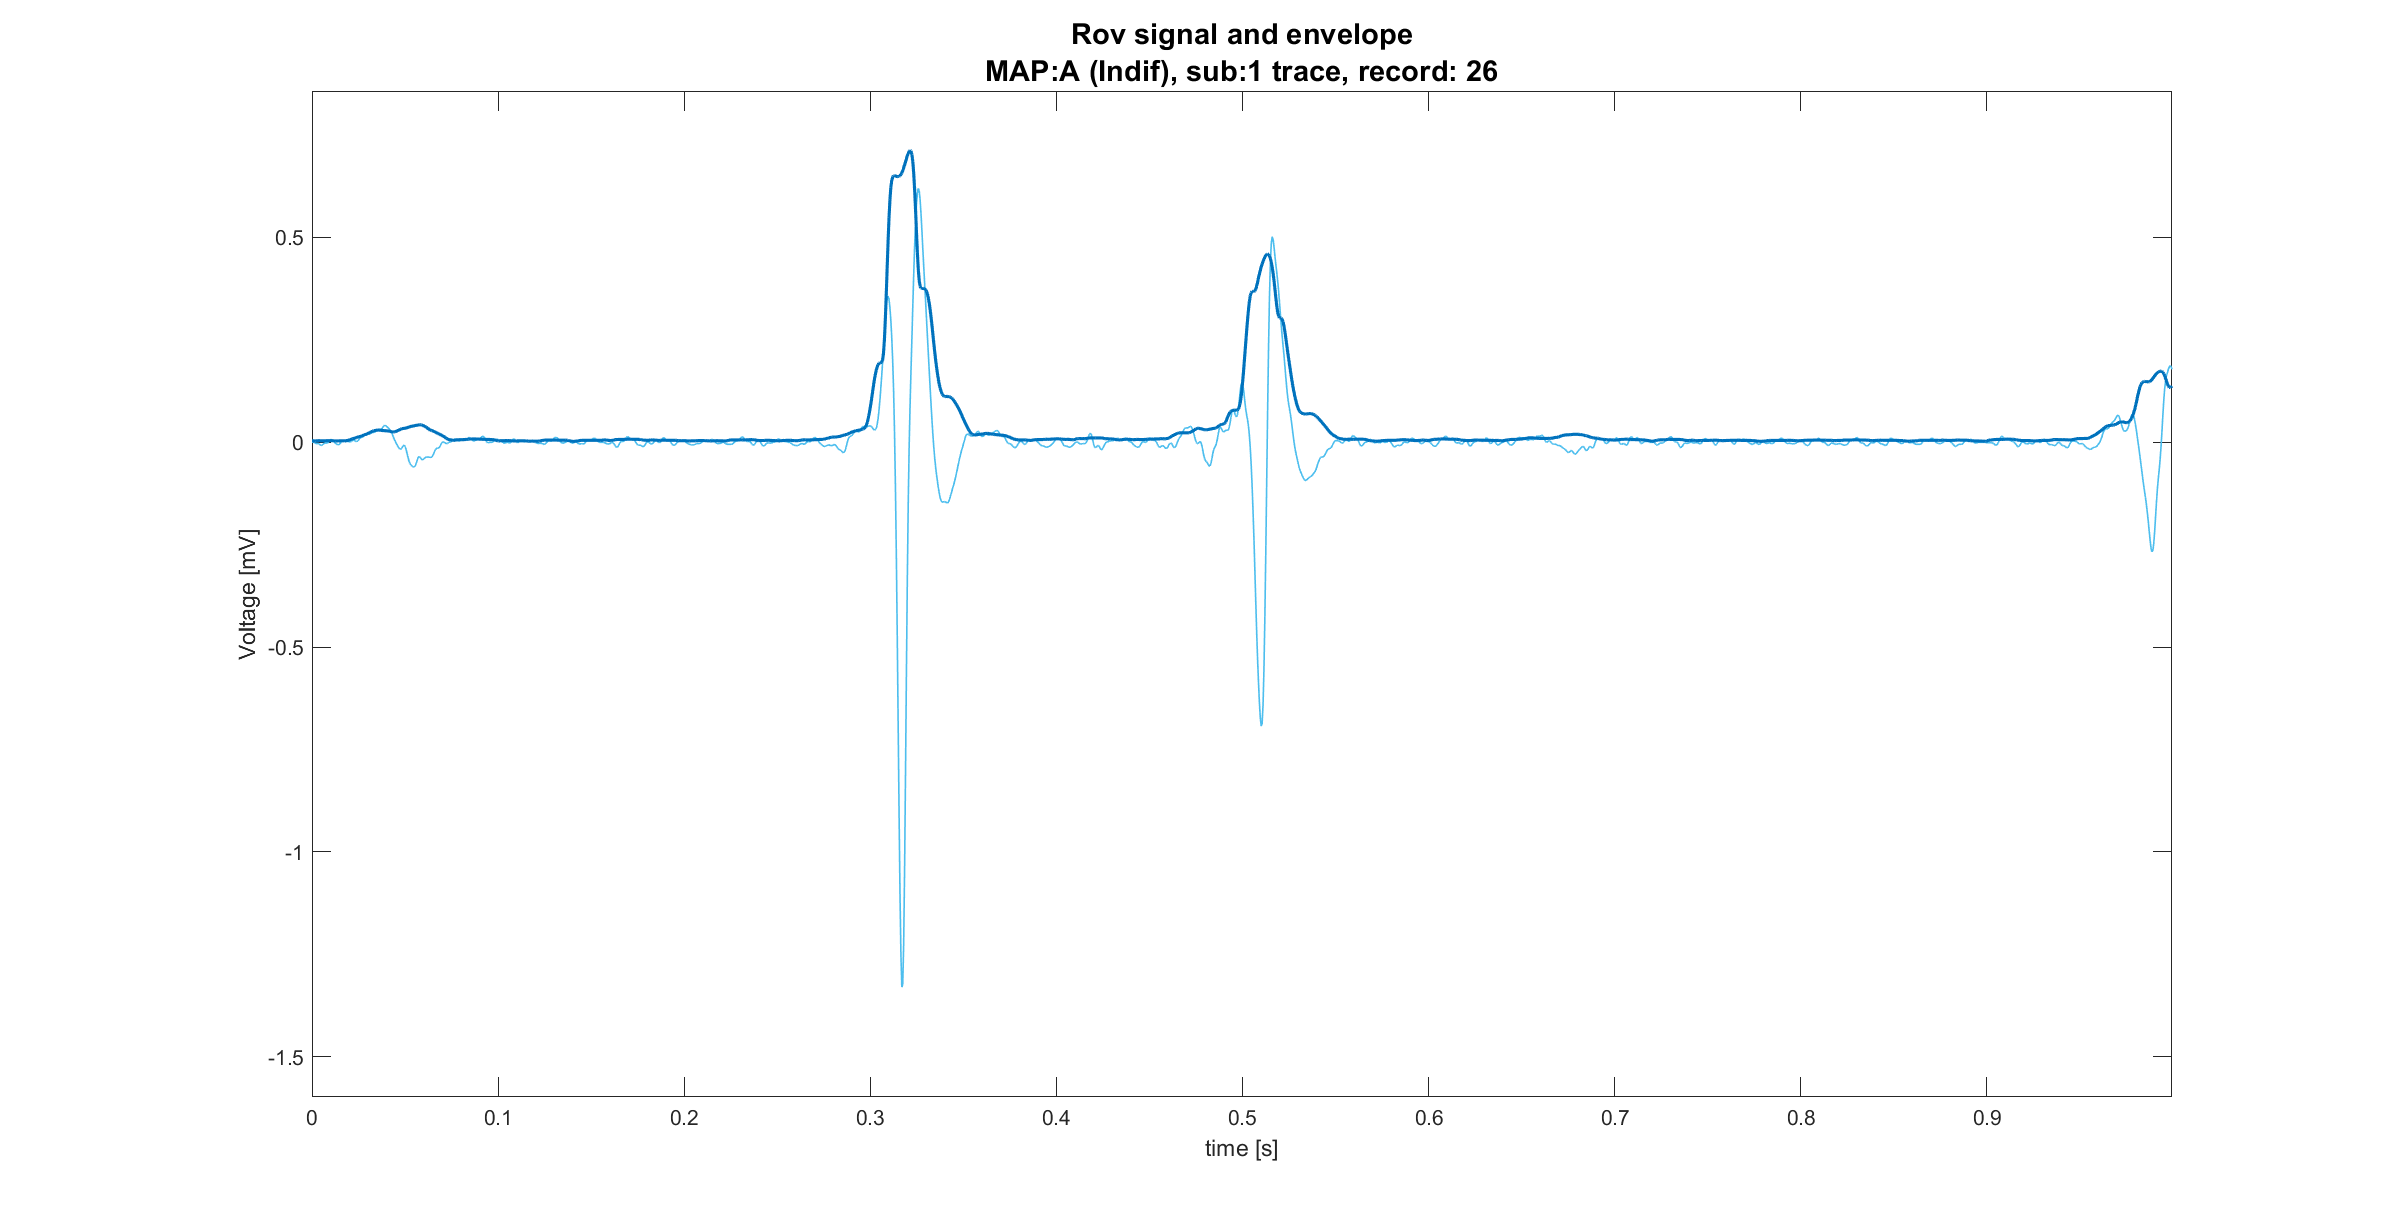 Rov signal and envelope
MAP:A (Indif), sub:1 trace, record: 26
0.5
0
-0.5
-1
-1.5
Voltage [mV]
0 0.1 0.2 0.3 0.4 0.5 0.6 0.7 0.8 0.9
time [s]